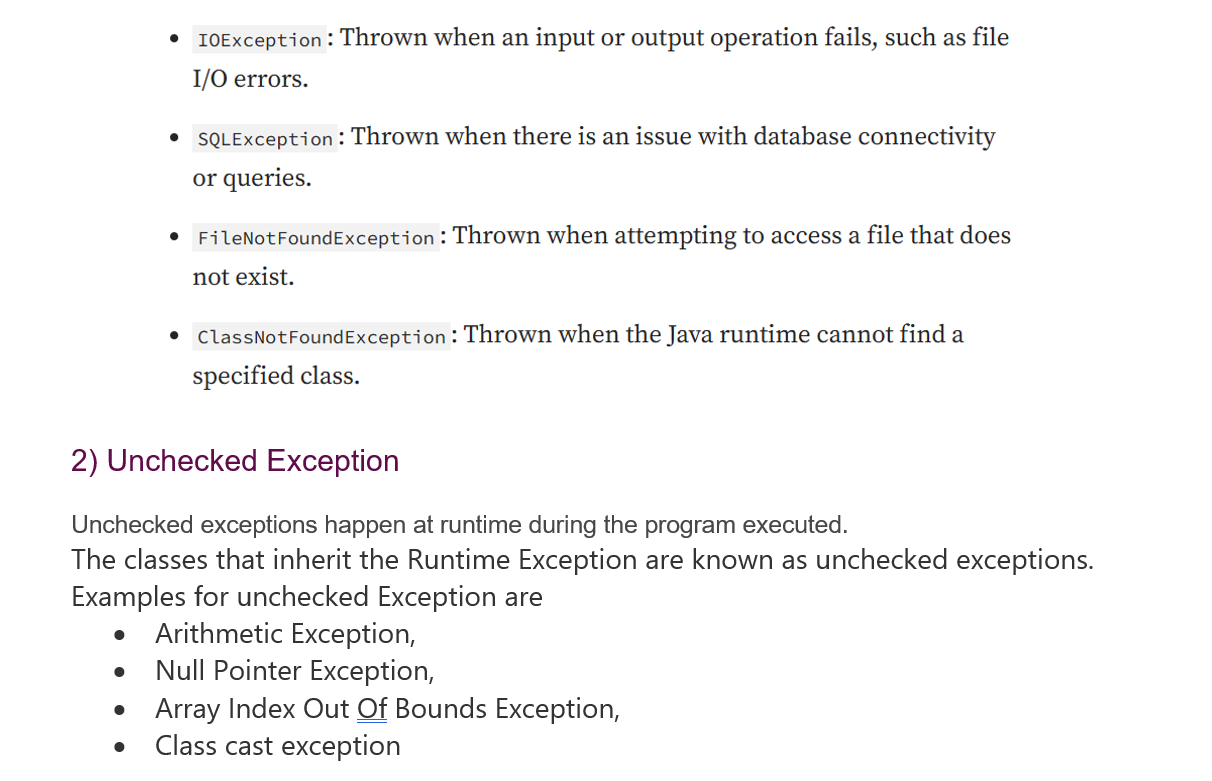 • IOException: Thrown when an input or output operation fails, such as file
I/O errors.
• SQLException: Thrown when there is an issue with database connectivity
or queries.
• FileNotFoundException: Thrown when attempting to access a file that does
not exist.
• ClassNotFoundException: Thrown when the Java runtime cannot find a
specified class.
2) Unchecked Exception
Unchecked exceptions happen at runtime during the program executed.
The classes that inherit the Runtime Exception are known as unchecked exceptions.
Examples for unchecked Exception are
• Arithmetic Exception,
• Null Pointer Exception,
• Array Index Out Of Bounds Exception,
• Class cast exception